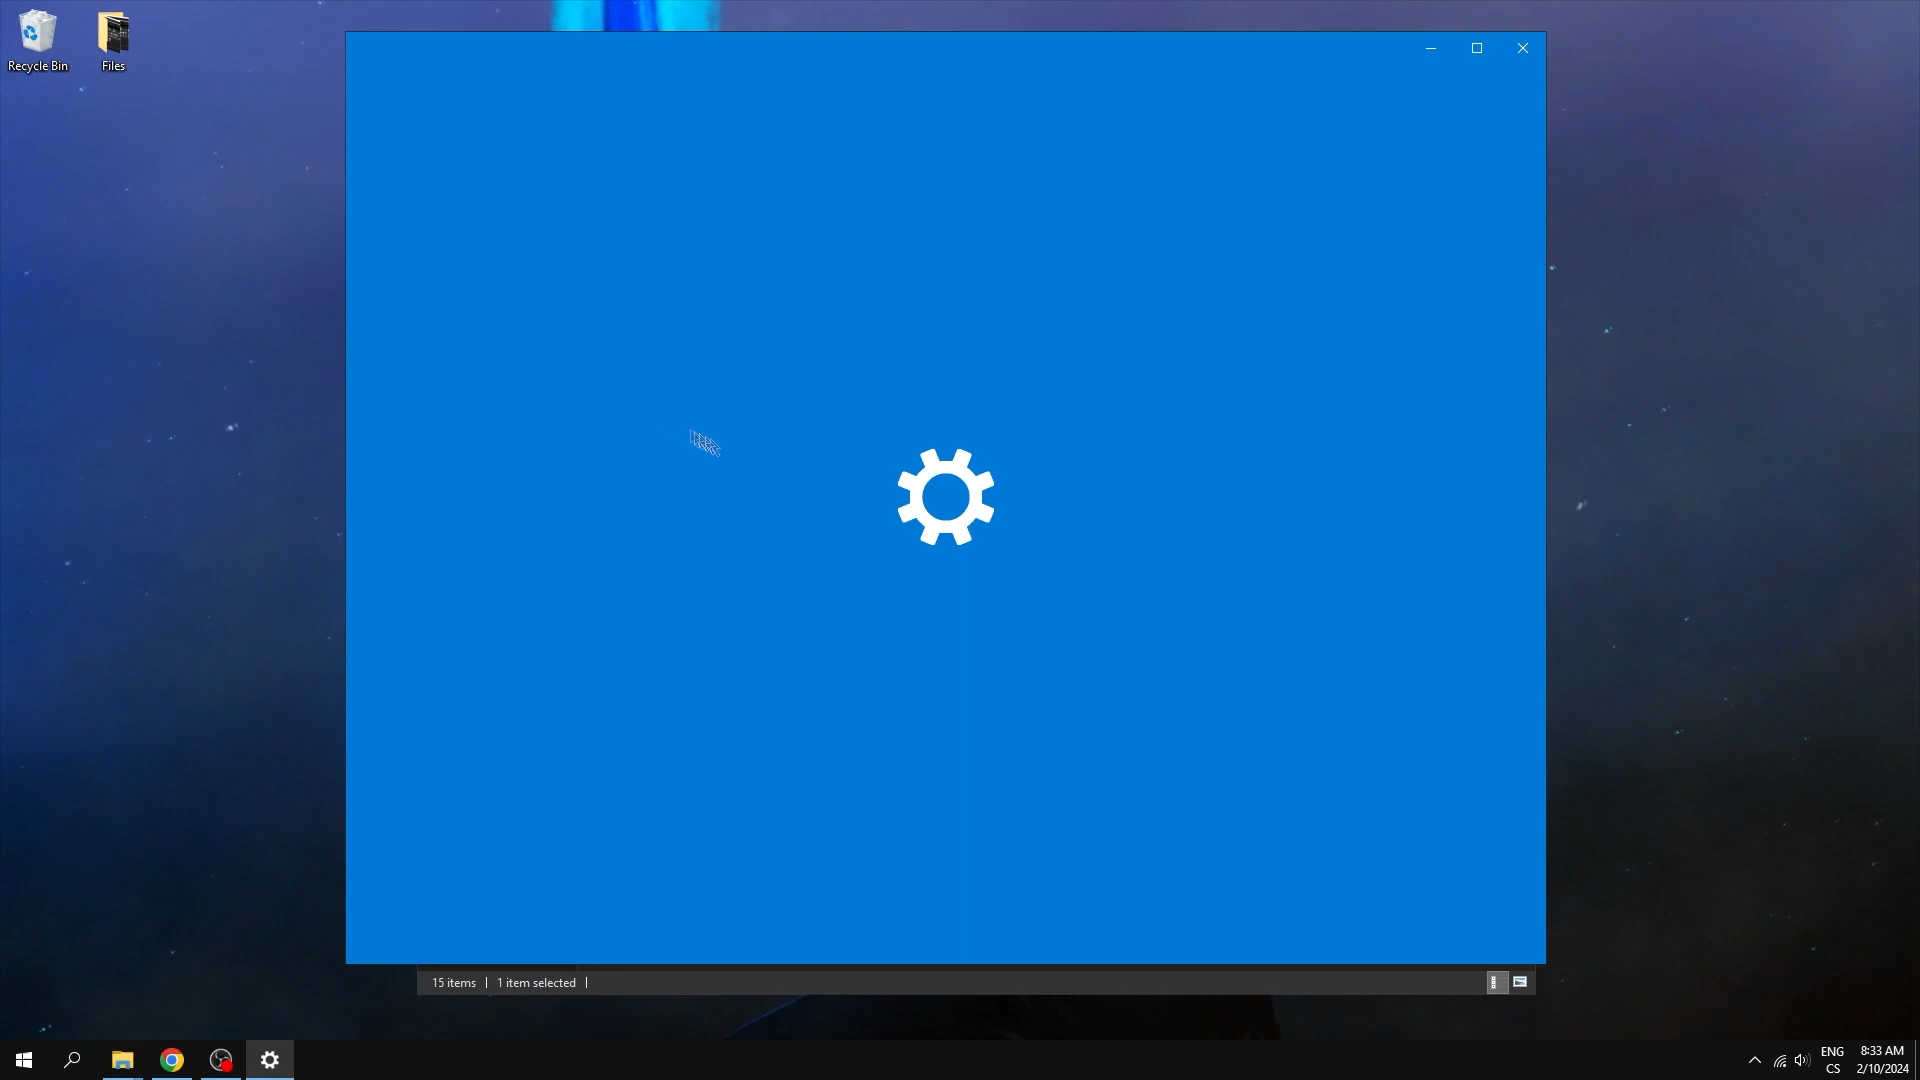 Recycle Bin
Files
15 items
1 item selected
ENG
CS
8:33 AM
2/10/2024